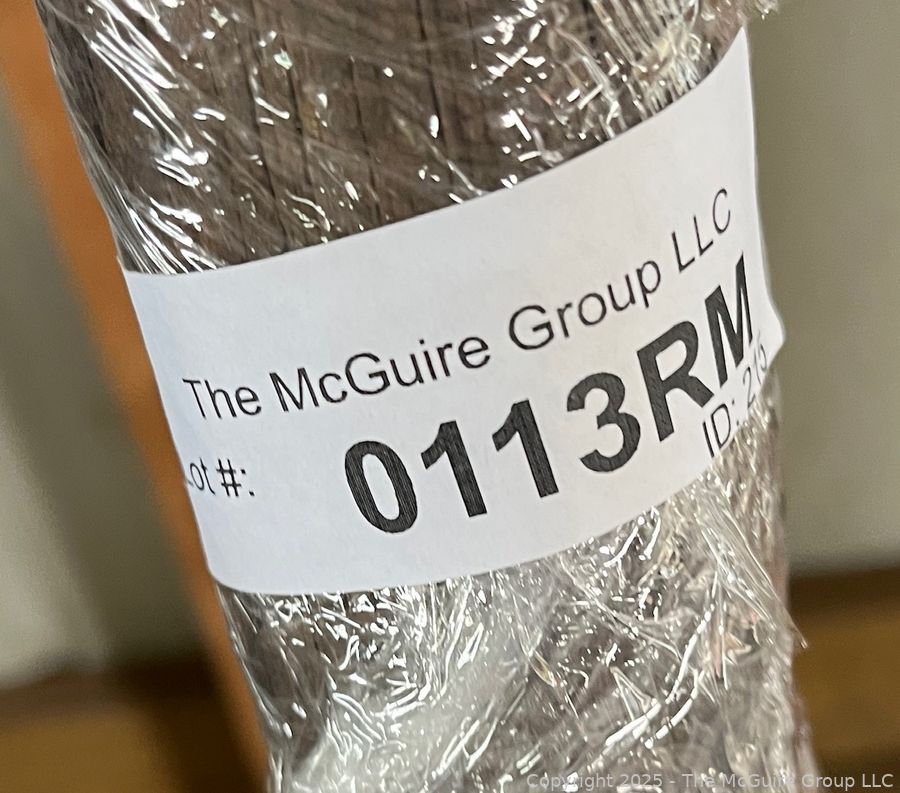 The McGuire Group LLC
Lot #: 0113RM
ID:
Copyright 2025 - The McGuire Group LLC